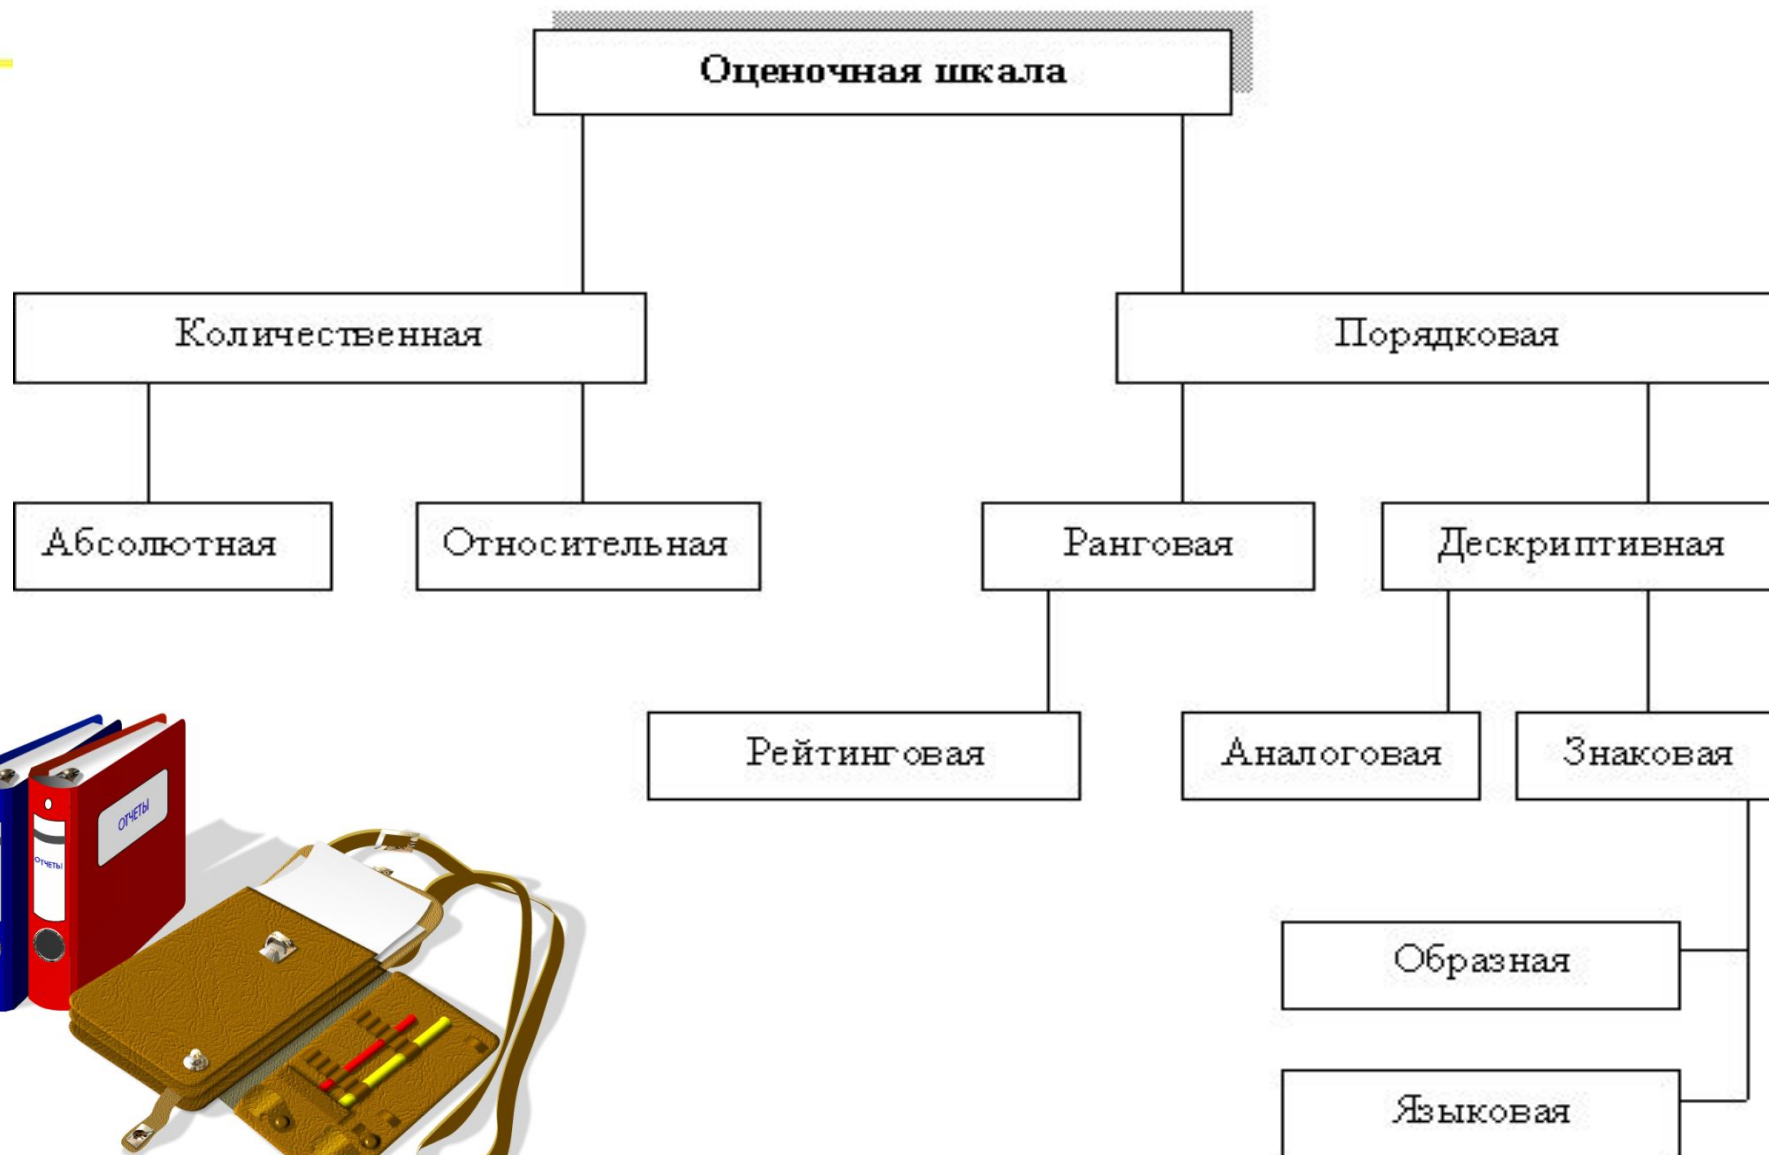 Оценочная шкала
Количественная
Порядковая
Абсолютная
Относительная
Ранговая
Дескриптивная
Рейтинговая
Аналоговая
Знаковая
ОТЧЕТЫ
ОТЧЕТЫ
Образная
Языковая